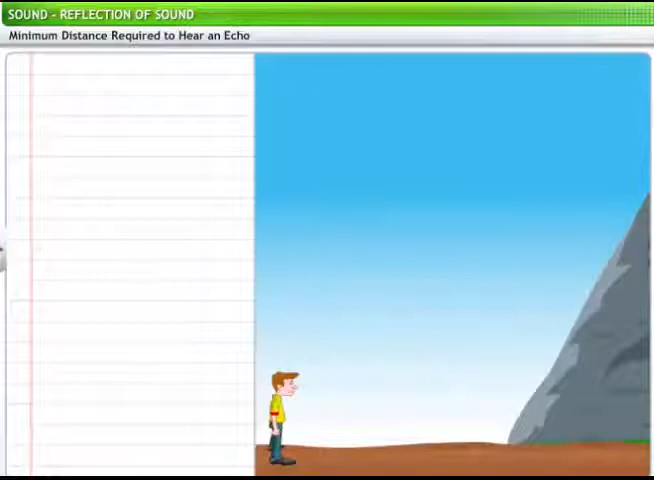 SOUND - REFLECTION OF SOUND
Minimum Distance Required to Hear an Echo